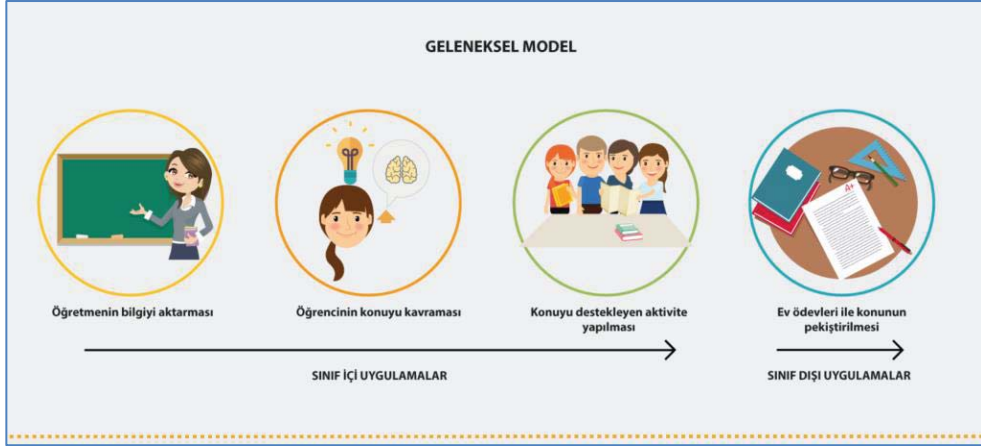 GELENEKSEL MODEL
A+
Öğretmenin bilgiyi aktarması
Öğrencinin konuyu kavraması
Konuyu destekleyen aktivite
yapılması
Ev ödevleri ile konunun
pekiştirilmesi
SINIF İÇİ UYGULAMALAR
SINIF DIŞI UYGULAMALAR